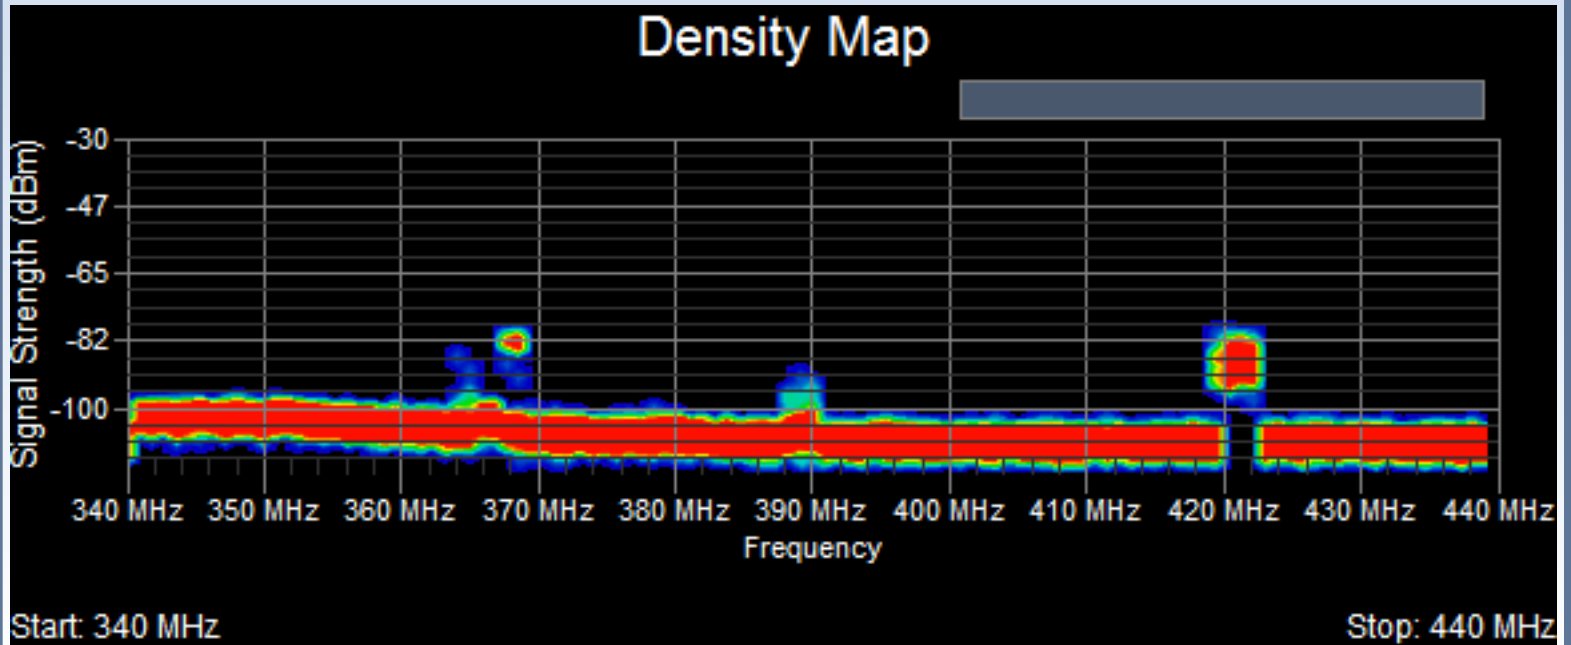 Density Map
Signal Strength (dBm)
-30
-47
-65
-82
-100
340 MHz 350 MHz 360 MHz 370 MHz 380 MHz 390 MHz 400 MHz 410 MHz 420 MHz 430 MHz 440 MHz
Frequency
Start: 340 MHz
Stop: 440 MHz